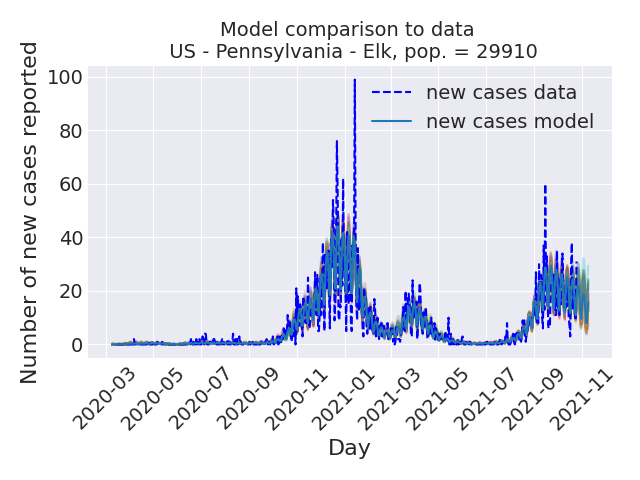 Model comparison to data
US - Pennsylvania - Elk, pop. = 29910
Number of new cases reported
100
80
60
40
20
0
new cases data
new cases model
2020-03
2020-05
2020-07
2020-09
2020-11
2021-01
2021-03
2021-05
2021-07
2021-09
2021-11
Day